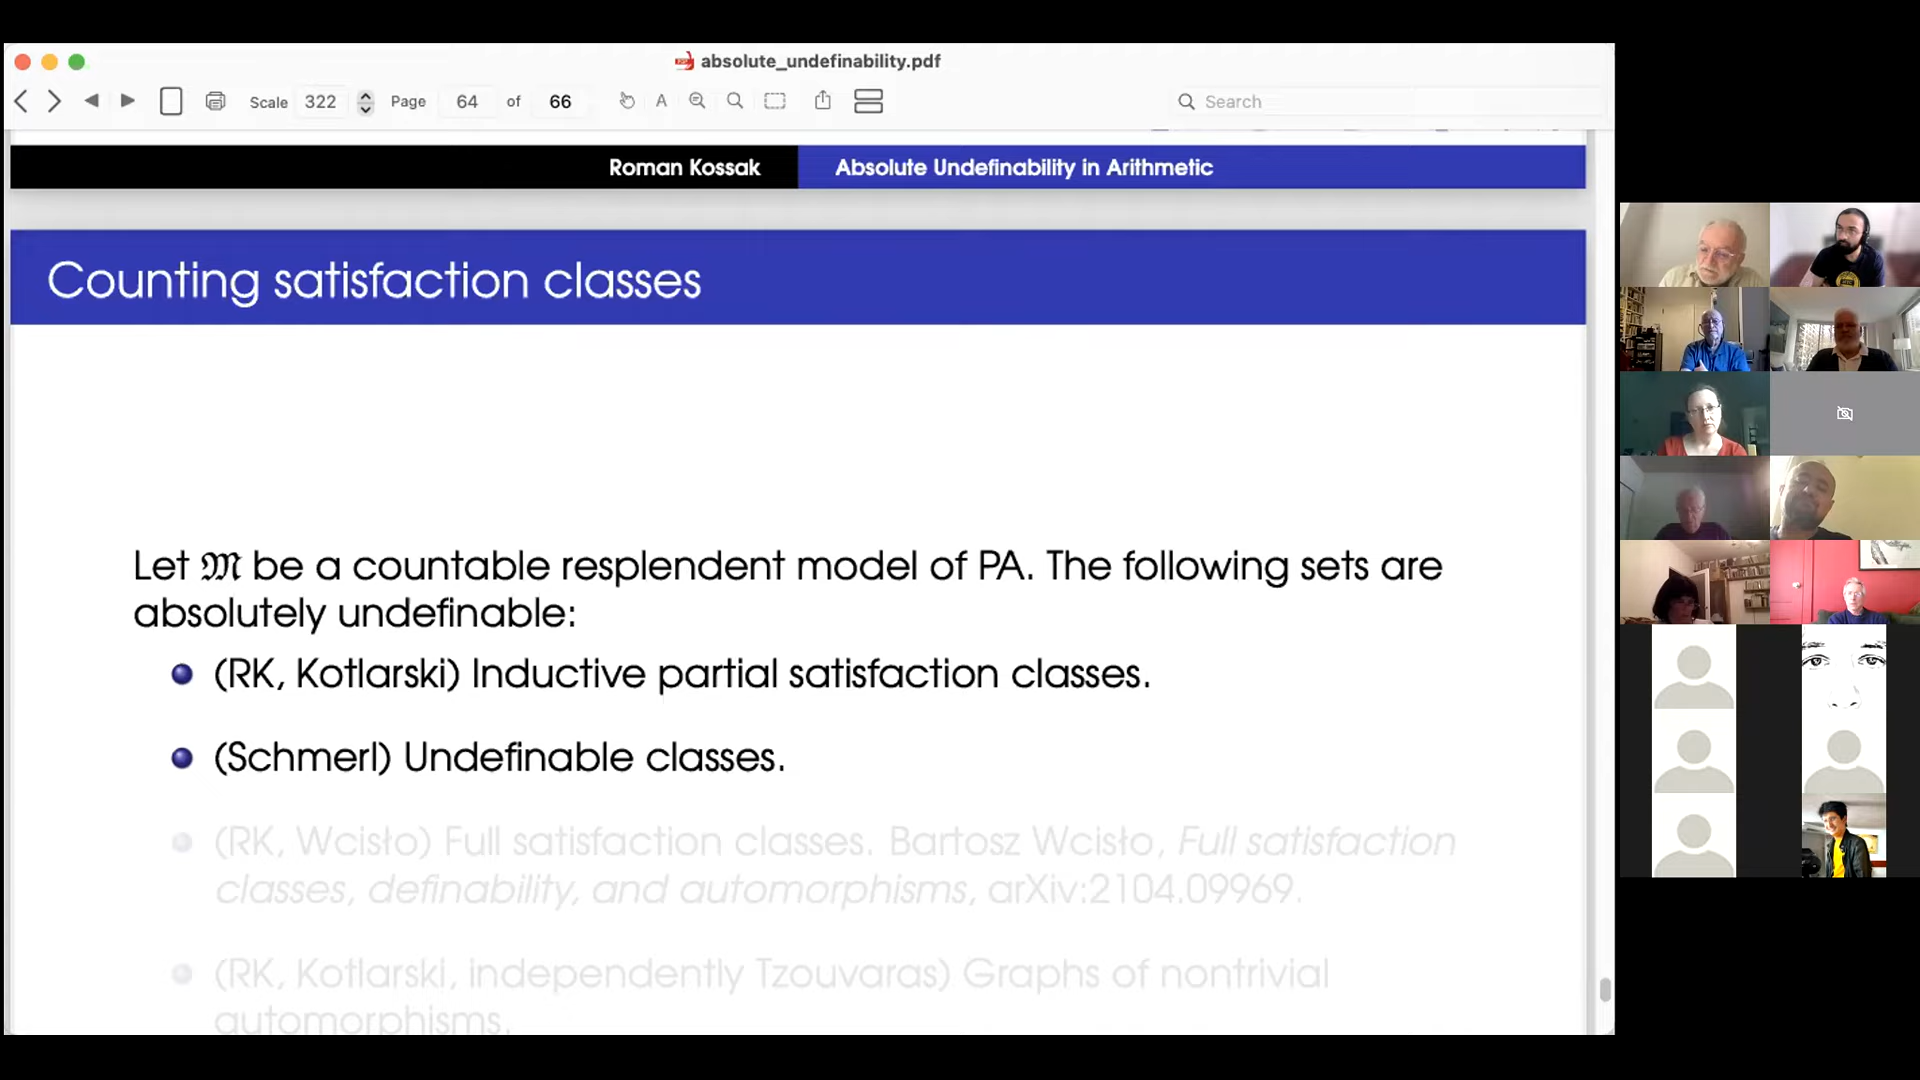 absolute_undefinability.pdf
Scale 322 Page 64 of 66 A Search
Roman Kossak Absolute Undefinability in Arithmetic
Counting satisfaction classes
Let 𝔐 be a countable resplendent model of PA. The following sets are
absolutely undefinable:
(RK, Kotlarski) Inductive partial satisfaction classes.
(Schmerl) Undefinable classes.
(RK, Wcisło) Full satisfaction classes. Bartosz Wcisło, Full satisfaction
classes, definability, and automorphisms, arXiv:2104.09969.
(RK, Kotlarski, independently Tzouvaras) Graphs of nontrivial
automorphisms.